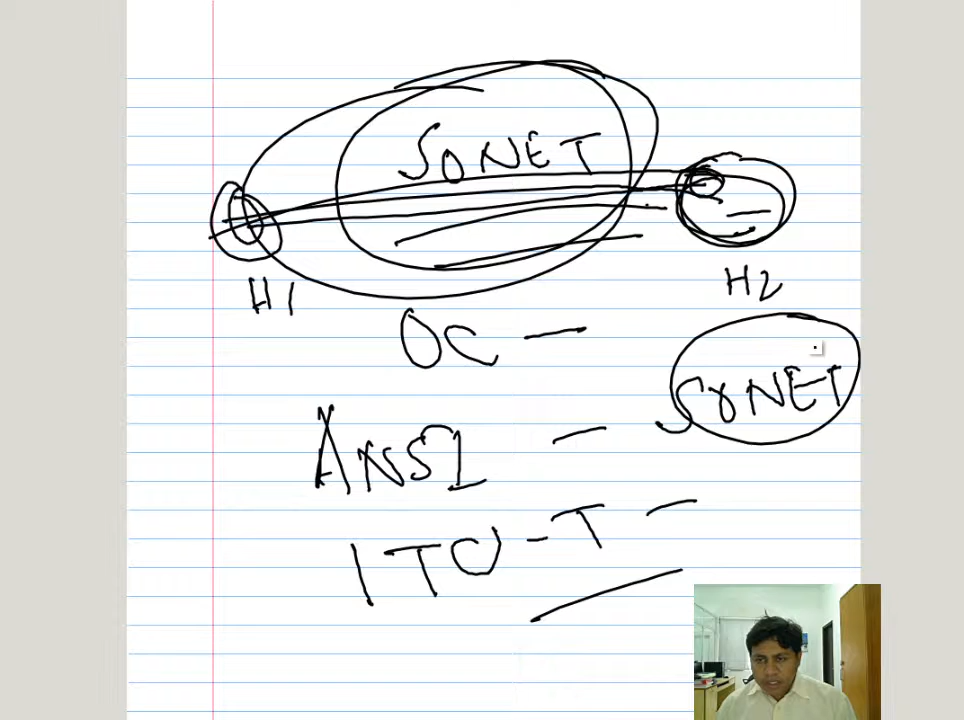 SONET
H1
H2
OC -
ANSI - SONET
ITU-T -